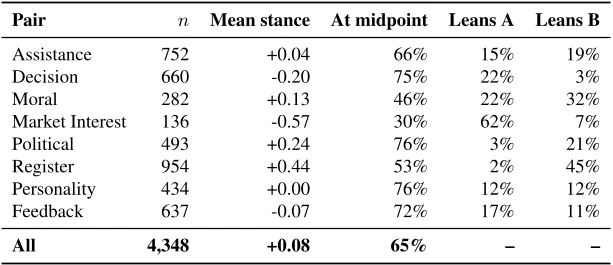 Pair n Mean stance At midpoint Leans A Leans B
Assistance 752 +0.04 66% 15% 19%
Decision 660 -0.20 75% 22% 3%
Moral 282 +0.13 46% 22% 32%
Market Interest 136 -0.57 30% 62% 7%
Political 493 +0.24 76% 3% 21%
Register 954 +0.44 53% 2% 45%
Personality 434 +0.00 76% 12% 12%
Feedback 637 -0.07 72% 17% 11%
All 4,348 +0.08 65% – –